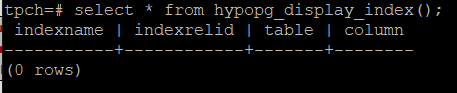 tpch=# select * from hypopg_display_index();
 indexname | indexrelid | table | column
-----------+------------+-------+--------
(0 rows)